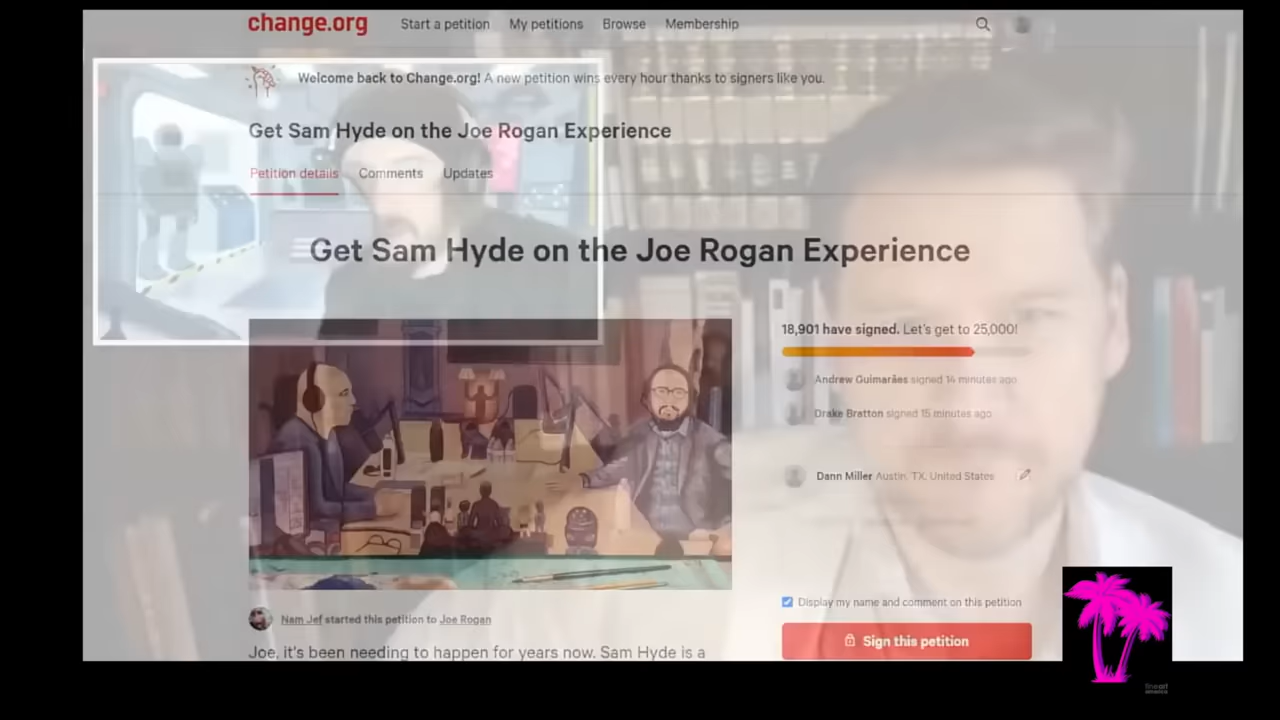 change.org
Start a petition My petitions Browse Membership
Welcome back to Change.org! A new petition wins every hour thanks to signers like you.
Get Sam Hyde on the Joe Rogan Experience
Petition details Comments Updates
Get Sam Hyde on the Joe Rogan Experience
18,901 have signed. Let's get to 25,000!
Andrew Guimarães signed 14 minutes ago
Drake Bratton signed 15 minutes ago
Dann Miller Austin, TX, United States
Display my name and comment on this petition
Nam Jef started this petition to Joe Rogan
Sign this petition
Joe, it's been needing to happen for years now. Sam Hyde is a